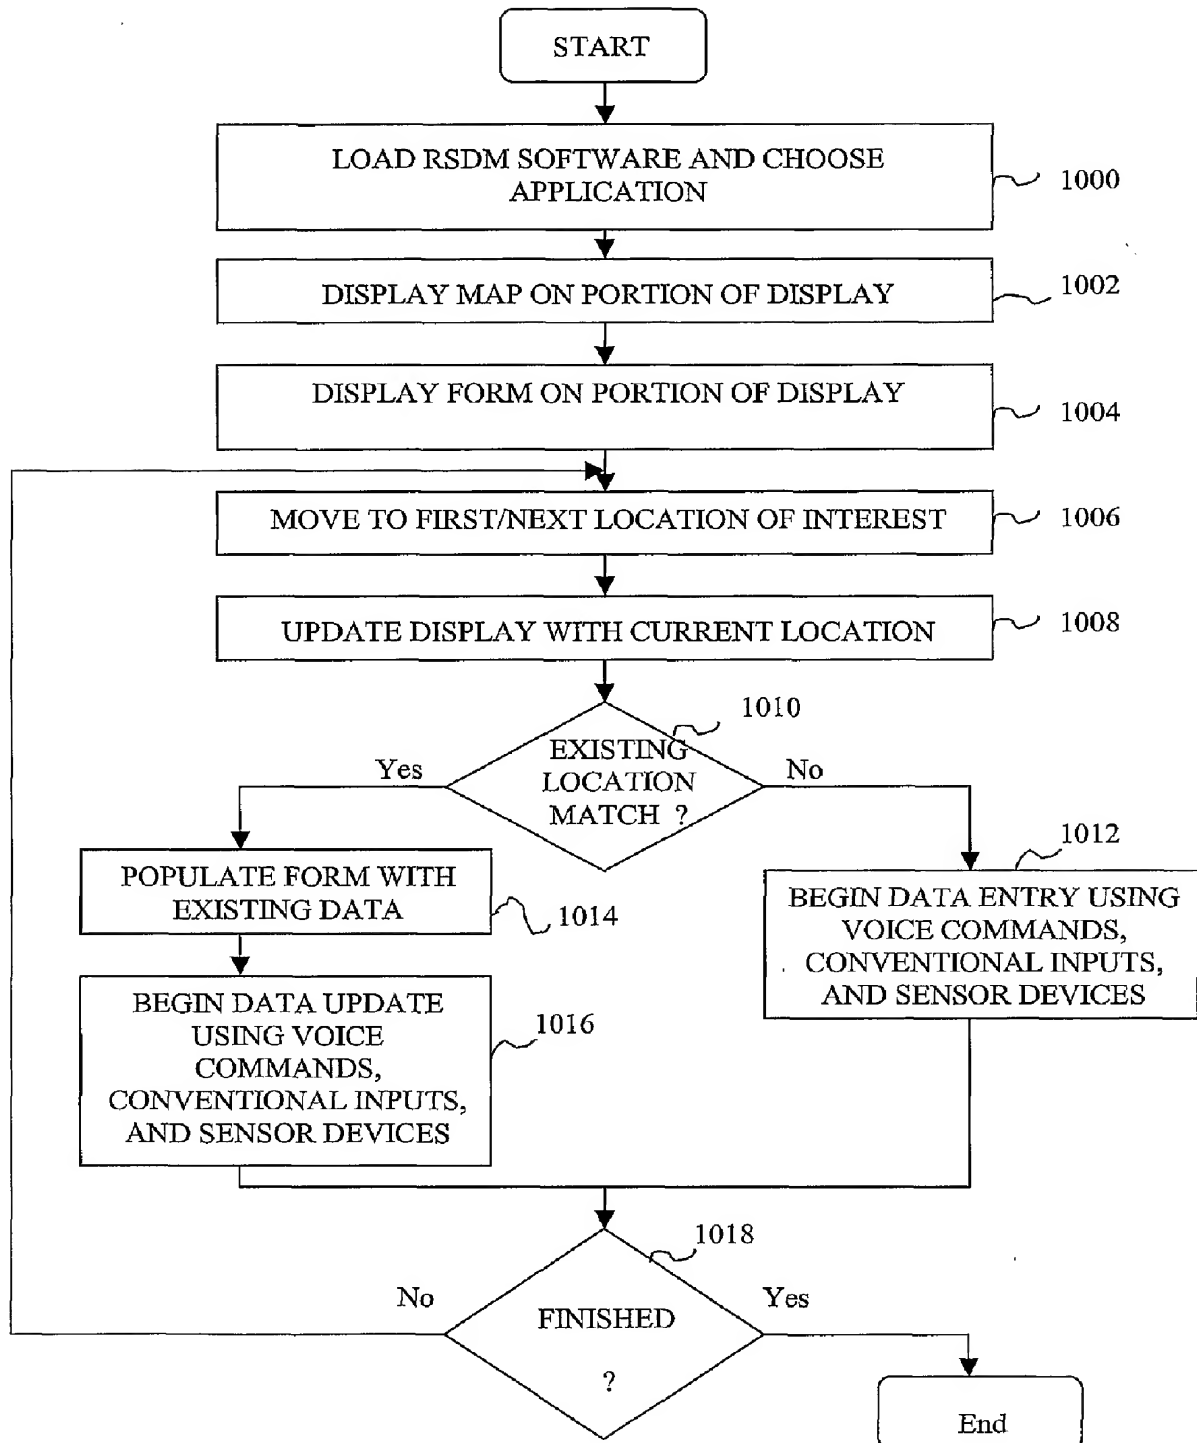 START
LOAD RSDM SOFTWARE AND CHOOSE
APPLICATION
1000
DISPLAY MAP ON PORTION OF DISPLAY
1002
DISPLAY FORM ON PORTION OF DISPLAY
1004
MOVE TO FIRST/NEXT LOCATION OF INTEREST
1006
UPDATE DISPLAY WITH CURRENT LOCATION
1008
1010
EXISTING
LOCATION
MATCH ?
Yes
No
POPULATE FORM WITH
EXISTING DATA
1014
1012
BEGIN DATA ENTRY USING
VOICE COMMANDS,
CONVENTIONAL INPUTS,
AND SENSOR DEVICES
BEGIN DATA UPDATE
USING VOICE
COMMANDS,
CONVENTIONAL INPUTS,
AND SENSOR DEVICES
1016
1018
No
FINISHED
?
Yes
End